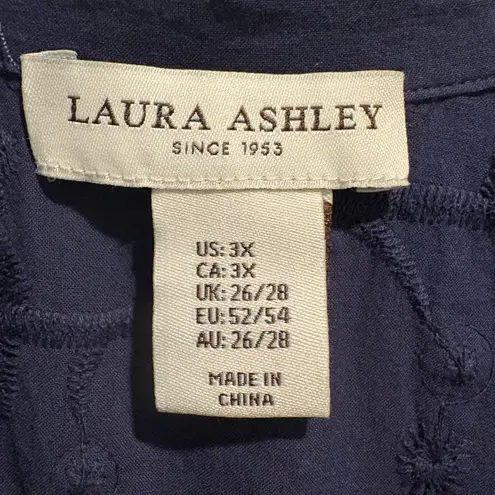 LAURA ASHLEY
SINCE 1953
US: 3X
CA: 3X
UK: 26/28
EU: 52/54
AU: 26/28
MADE IN
CHINA